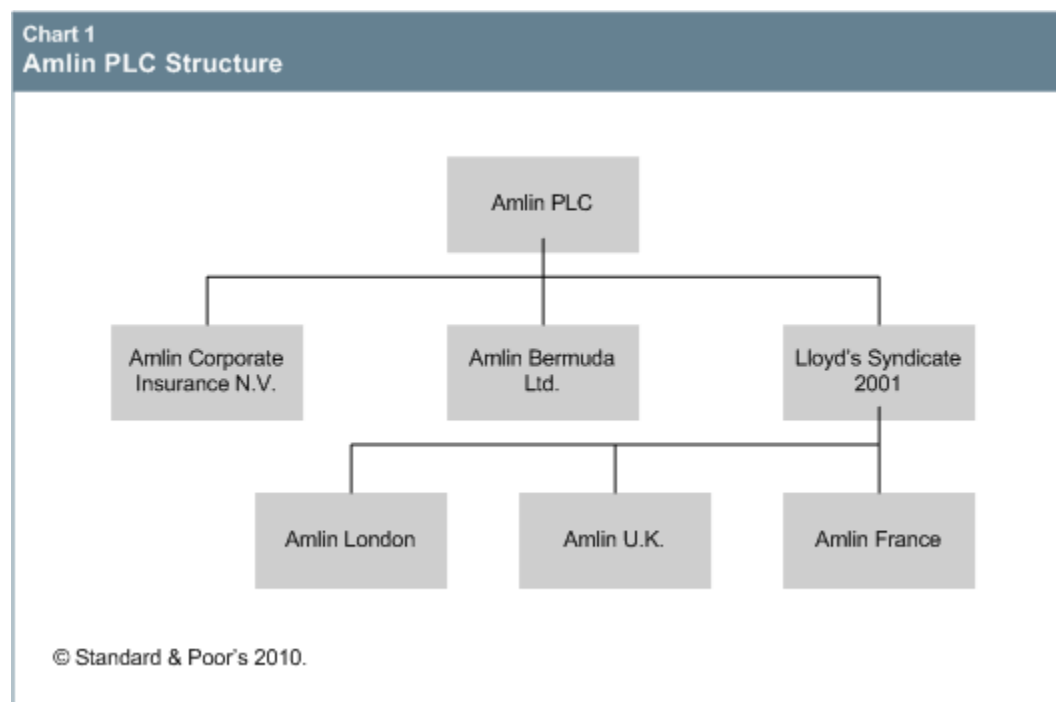 Chart 1
Amlin PLC Structure
Amlin PLC
Amlin Corporate
Insurance N.V.
Amlin Bermuda
Ltd.
Lloyd's Syndicate
2001
Amlin London
Amlin U.K.
Amlin France
© Standard & Poor's 2010.